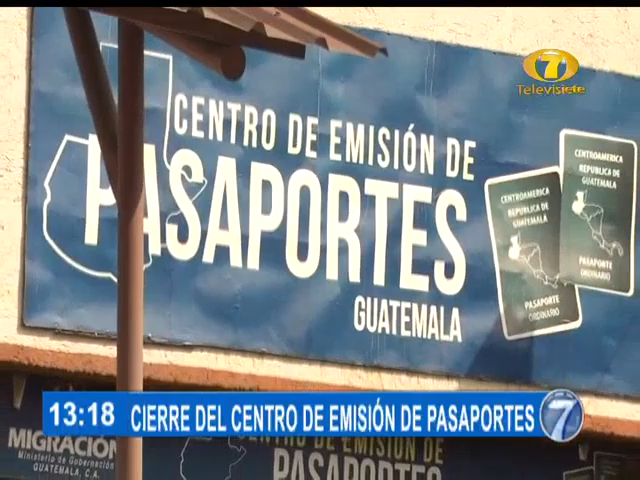 7
Televisiete
CENTRO DE EMISIÓN DE
PASAPORTES
GUATEMALA
CENTROAMERICA
REPUBLICA DE
GUATEMALA
PASAPORTE
ORDINARIO
CENTROAMERICA
REPUBLICA DE
GUATEMALA
PASAPORTE
ORDINARIO
13:18 CIERRE DEL CENTRO DE EMISIÓN DE PASAPORTES 7
MIGRACIÓN
Ministerio de Gobernación
GUATEMALA, C.A.
CENTRO DE EMISIÓN DE
PASAPORTES